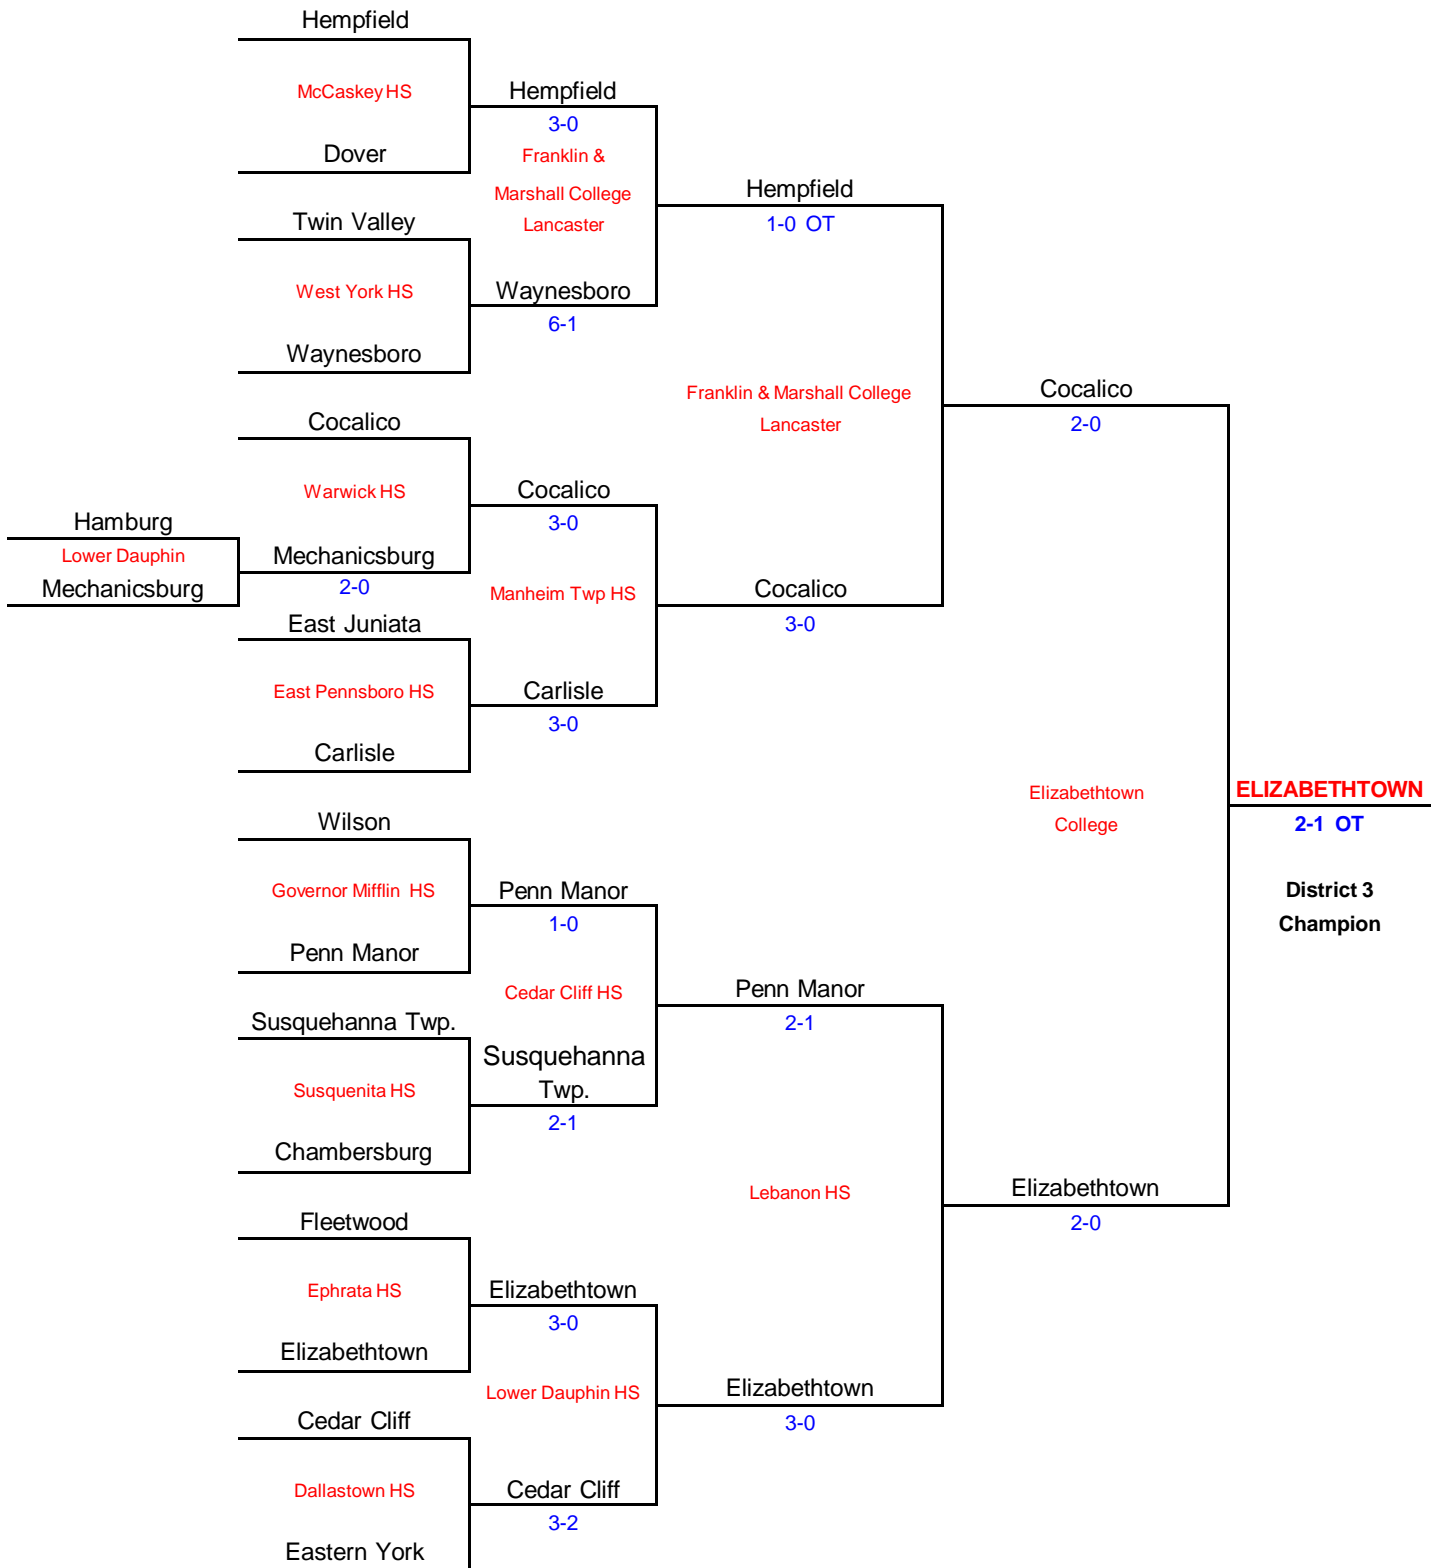 Hempfield
McCaskey HS
Hempfield
3-0
Dover
Franklin &
Marshall College
Lancaster
Hempfield
1-0 OT
Twin Valley
West York HS
Waynesboro
6-1
Waynesboro
Franklin & Marshall College
Lancaster
Cocalico
2-0
Cocalico
Warwick HS
Cocalico
3-0
Hamburg
Lower Dauphin
Mechanicsburg
Mechanicsburg
2-0
Manheim Twp HS
Cocalico
3-0
East Juniata
East Pennsboro HS
Carlisle
3-0
Carlisle
Elizabethtown
College
ELIZABETHTOWN
2-1 OT
District 3
Champion
Wilson
Governor Mifflin HS
Penn Manor
1-0
Penn Manor
Cedar Cliff HS
Penn Manor
2-1
Susquehanna Twp.
Susquenita HS
Susquehanna
Twp.
2-1
Chambersburg
Lebanon HS
Elizabethtown
2-0
Fleetwood
Ephrata HS
Elizabethtown
3-0
Elizabethtown
Lower Dauphin HS
Elizabethtown
3-0
Cedar Cliff
Dallastown HS
Cedar Cliff
3-2
Eastern York